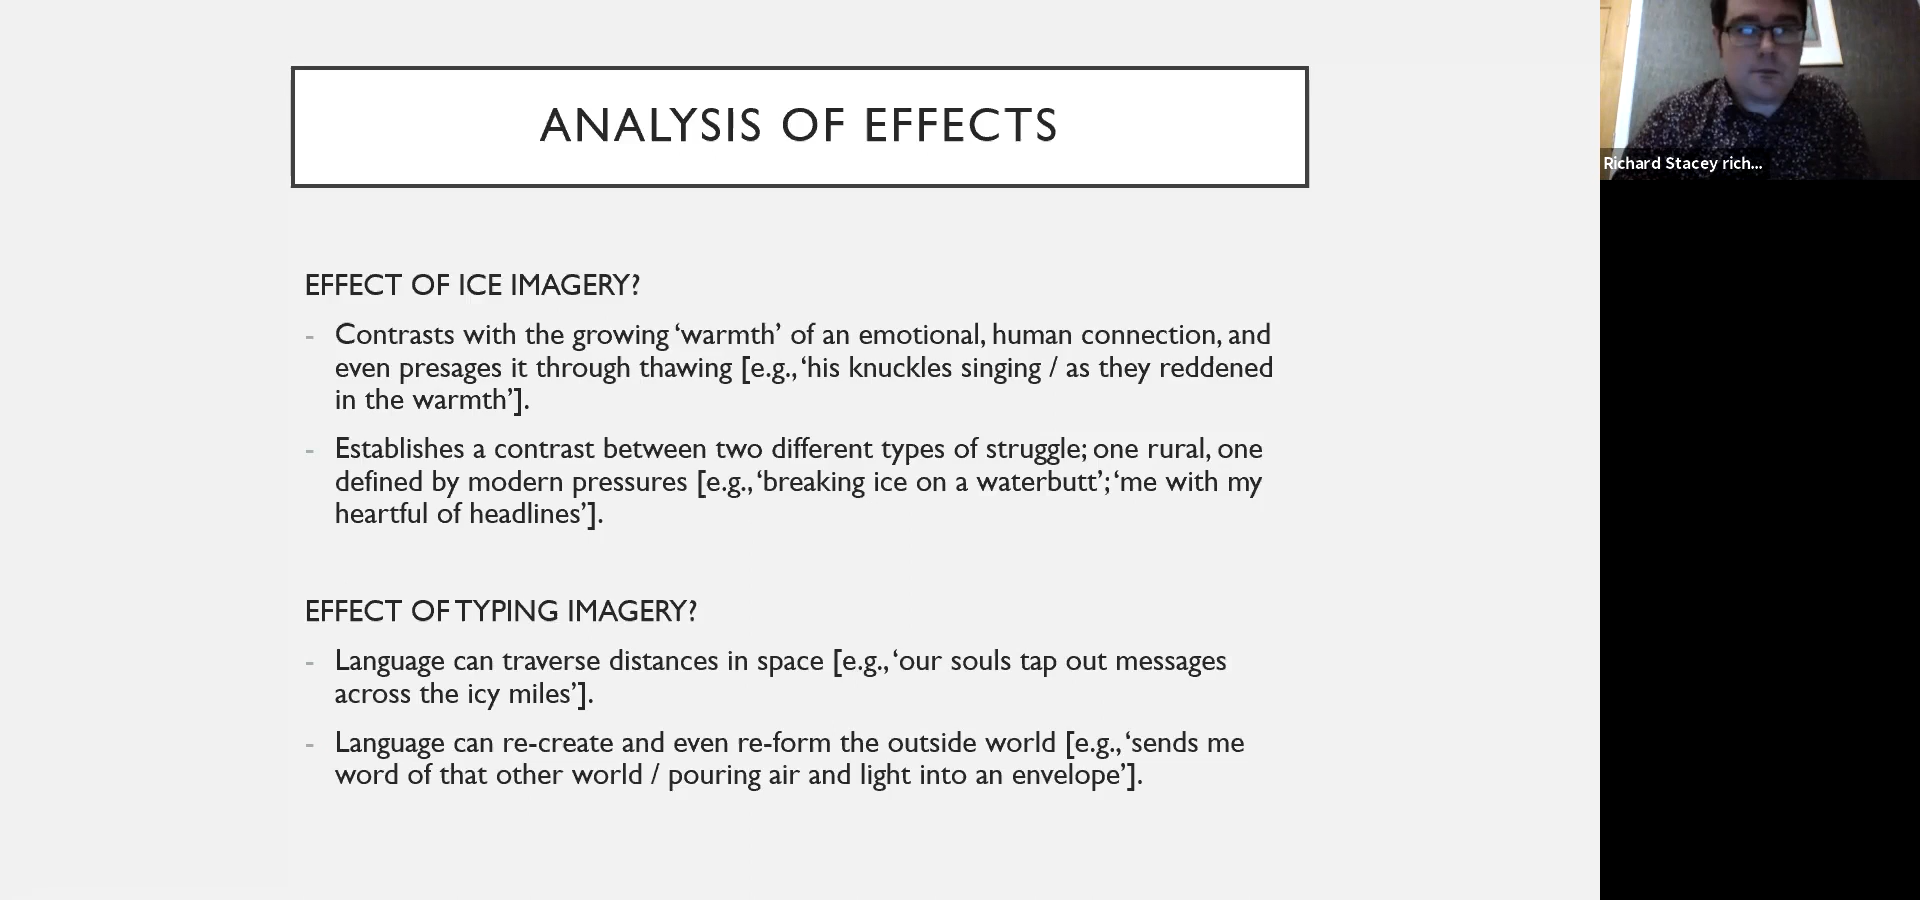 ANALYSIS OF EFFECTS
EFFECT OF ICE IMAGERY?
- Contrasts with the growing ‘warmth’ of an emotional, human connection, and
even presages it through thawing [e.g., ‘his knuckles singing / as they reddened
in the warmth’].
- Establishes a contrast between two different types of struggle; one rural, one
defined by modern pressures [e.g., ‘breaking ice on a waterbutt’; ‘me with my
heartful of headlines’].
EFFECT OF TYPING IMAGERY?
- Language can traverse distances in space [e.g., ‘our souls tap out messages
across the icy miles’].
- Language can re-create and even re-form the outside world [e.g., ‘sends me
word of that other world / pouring air and light into an envelope’].
Richard Stacey rich...